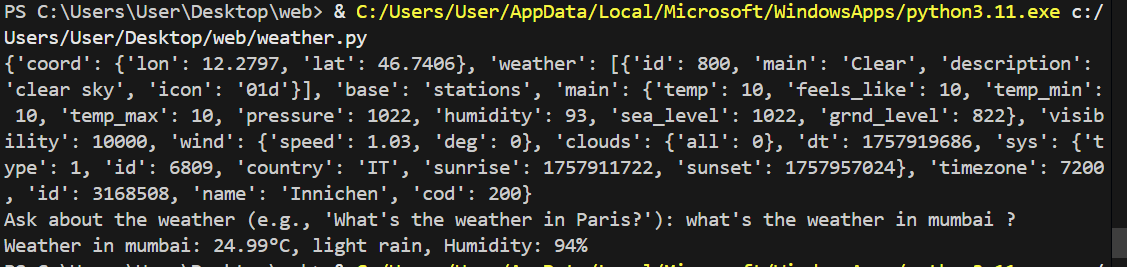 PS C:\Users\User\Desktop\web> & C:/Users/User/AppData/Local/Microsoft/WindowsApps/python3.11.exe c:/
Users/User/Desktop/web/weather.py
{'coord': {'lon': 12.2797, 'lat': 46.7406}, 'weather': [{'id': 800, 'main': 'Clear', 'description':
'clear sky', 'icon': '01d'}], 'base': 'stations', 'main': {'temp': 10, 'feels_like': 10, 'temp_min':
 10, 'temp_max': 10, 'pressure': 1022, 'humidity': 93, 'sea_level': 1022, 'grnd_level': 822}, 'visib
ility': 10000, 'wind': {'speed': 1.03, 'deg': 0}, 'clouds': {'all': 0}, 'dt': 1757919686, 'sys': {'t
ype': 1, 'id': 6809, 'country': 'IT', 'sunrise': 1757911722, 'sunset': 1757957024}, 'timezone': 7200
, 'id': 3168508, 'name': 'Innichen', 'cod': 200}
Ask about the weather (e.g., 'What's the weather in Paris?'): what's the weather in mumbai ?
Weather in mumbai: 24.99°C, light rain, Humidity: 94%